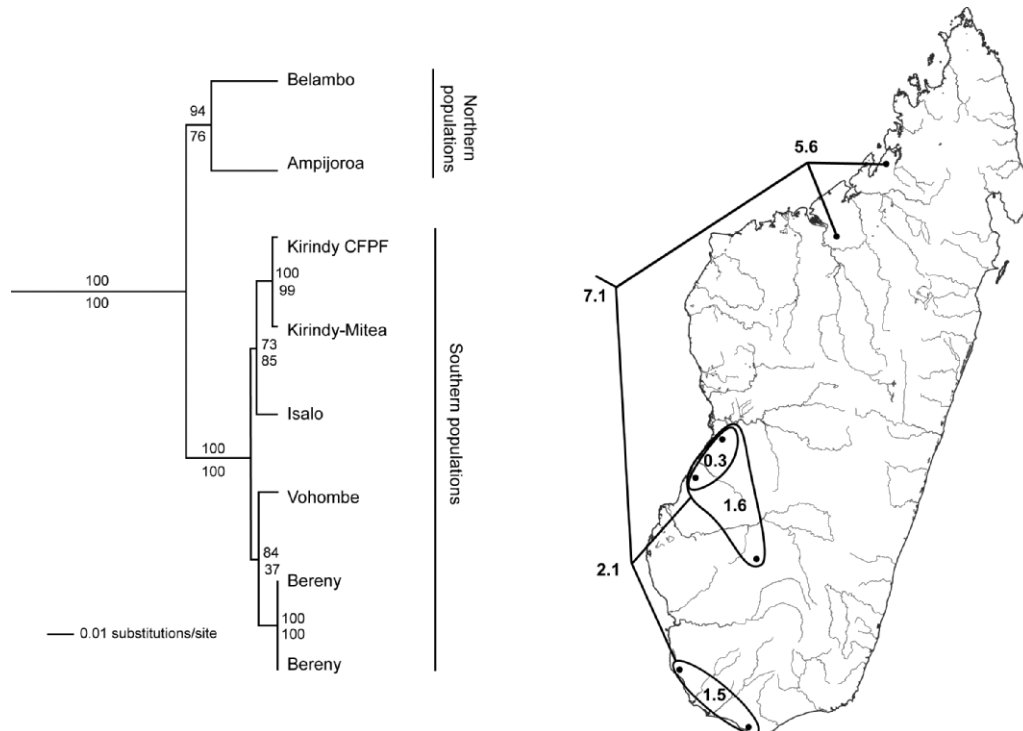 Belambo
94
76
Ampijoroa
Northern
populations
Kirindy CFPF
100
99
100
100
Kirindy-Mitea
73
85
Isalo
Southern populations
100
100
Vohombe
84
37
Bereny
100
100
0.01 substitutions/site
Bereny
5.6
7.1
0.3
1.6
2.1
1.5